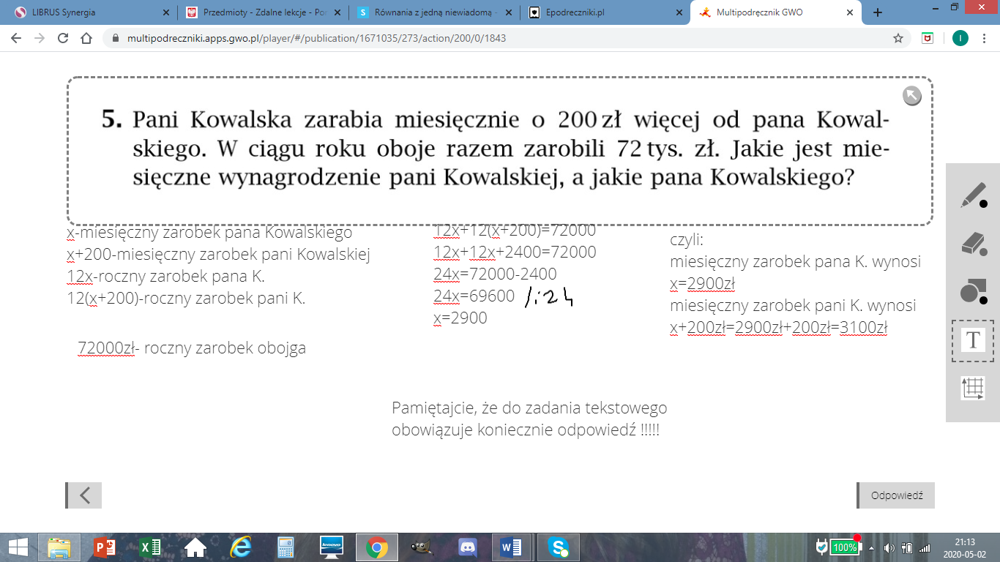 LIBRUS Synergia
Przedmioty - Zdalne lekcje - Por
Równania z jedną niewiadomą -
Epodreczniki.pl
Multipodręcznik GWO
multipodreczniki.apps.gwo.pl/player/#/publication/1671035/273/action/200/0/1843
I
5. Pani Kowalska zarabia miesięcznie o 200 zł więcej od pana Kowal-
skiego. W ciągu roku oboje razem zarobili 72 tys. zł. Jakie jest mie-
sięczne wynagrodzenie pani Kowalskiej, a jakie pana Kowalskiego?
x-miesięczny zarobek pana Kowalskiego
x+200-miesięczny zarobek pani Kowalskiej
12x-roczny zarobek pana K.
12(x+200)-roczny zarobek pani K.
72000zł- roczny zarobek obojga
12x+12(x+200)=72000
12x+12x+2400=72000
24x=72000-2400
24x=69600 /:24
x=2900
czyli:
miesięczny zarobek pana K. wynosi
x=2900zł
miesięczny zarobek pani K. wynosi
x+200zł=2900zł+200zł=3100zł
T
Pamiętajcie, że do zadania tekstowego
obowiązuje koniecznie odpowiedź !!!!!
Odpowiedź
lenovo
100%
21:13
2020-05-02